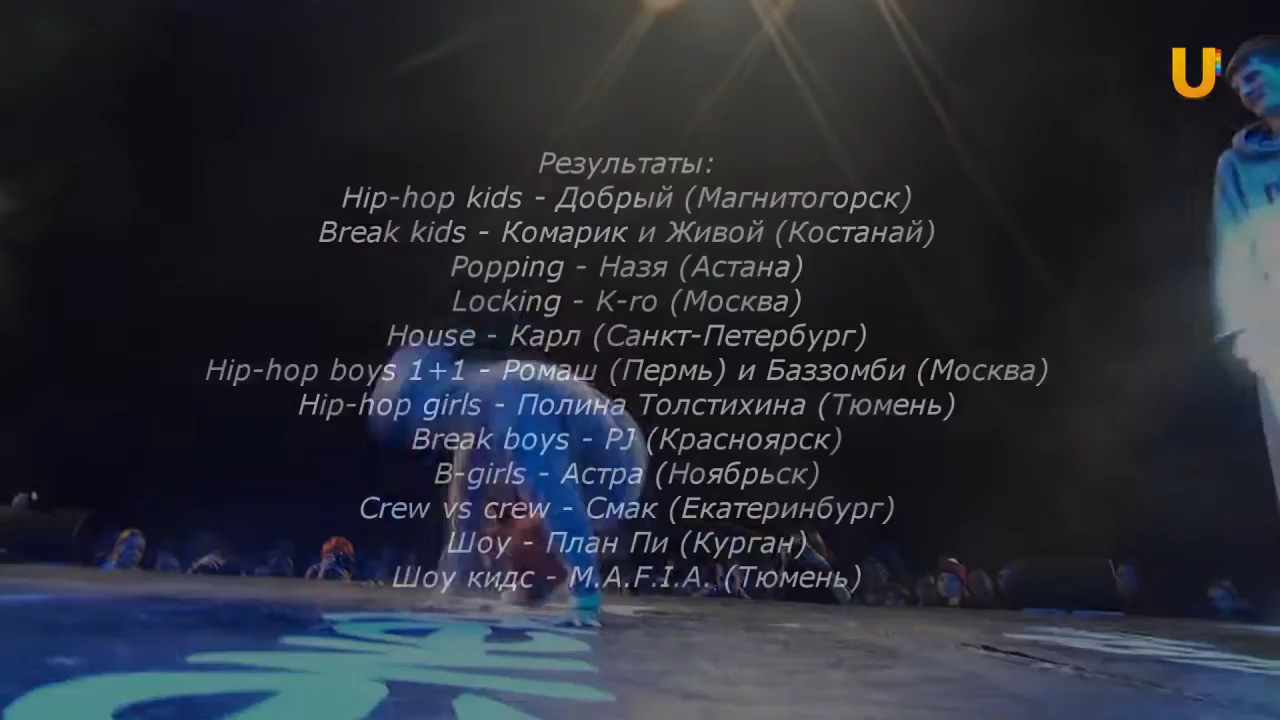 U
Результаты:
Hip-hop kids - Добрый (Магнитогорск)
Break kids - Комарик и Живой (Костанай)
Popping - Назя (Астана)
Locking - K-ro (Москва)
House - Карл (Санкт-Петербург)
Hip-hop boys 1+1 - Ромаш (Пермь) и Баззомби (Москва)
Hip-hop girls - Полина Толстихина (Тюмень)
Break boys - PJ (Красноярск)
B-girls - Астра (Ноябрьск)
Crew vs crew - Смак (Екатеринбург)
Шоу - План Пи (Курган)
Шоу кидс - M.A.F.I.A. (Тюмень)